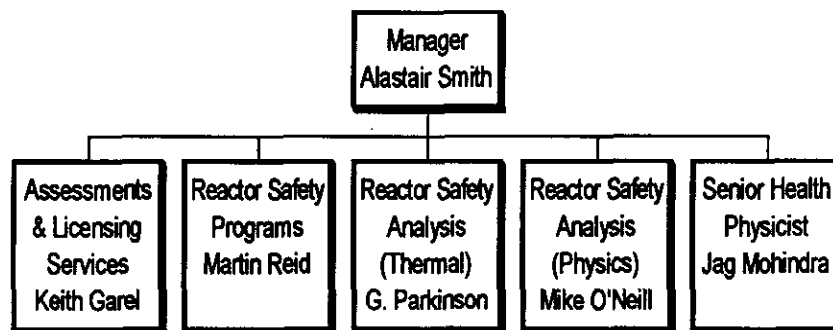 Manager
Alastair Smith
Assessments
& Licensing
Services
Keith Garel
Reactor Safety
Programs
Martin Reid
Reactor Safety
Analysis
(Thermal)
G. Parkinson
Reactor Safety
Analysis
(Physics)
Mike O'Neill
Senior Health
Physicist
Jag Mohindra